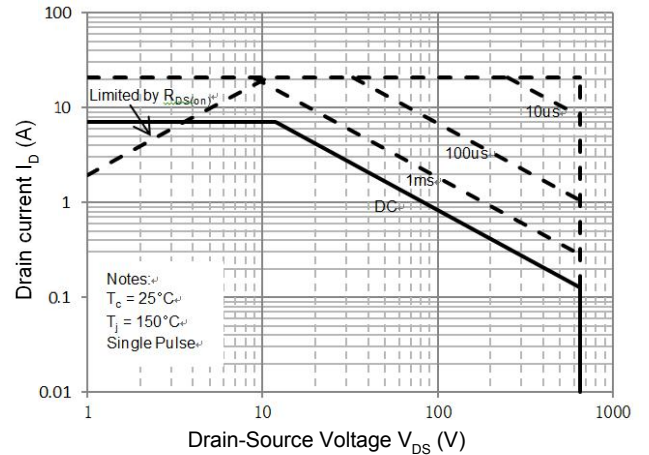 100
10
1
0.1
0.01
Drain current I_D (A)
Limited by R_DS(on)↵
10us↵
100us↵
1ms↵
DC↵
Notes:↵
T_c = 25°C↵
T_j = 150°C↵
Single Pulse↵
1
10
100
1000
Drain-Source Voltage V_DS (V)